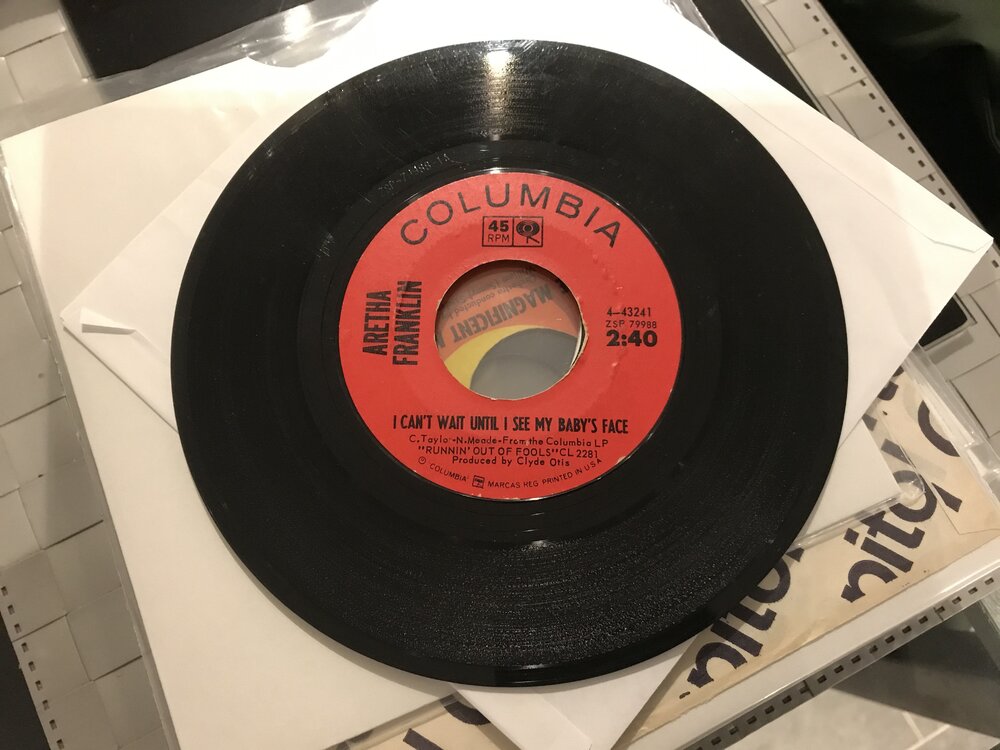 COLUMBIA
45
RPM
ARETHA
FRANKLIN
4-43241
ZSP 79988
2:40
I CAN'T WAIT UNTIL I SEE MY BABY'S FACE
C.Taylor-N.Meade-From the Columbia LP
"RUNNIN' OUT OF FOOLS" CL 2281
Produced by Clyde Otis
© COLUMBIA MARCAS REG PRINTED IN U.S.A.
MAGNIFICENT
conducted